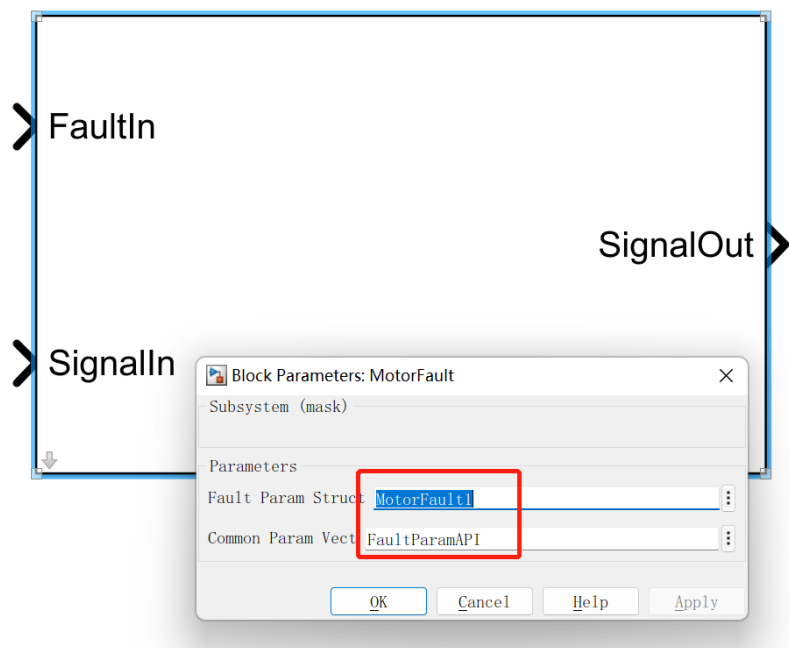 FaultIn
SignalOut
SignalIn
Block Parameters: MotorFault
Subsystem (mask)
Parameters
Fault Param Struct MotorFault1
Common Param Vect FaultParamAPI
OK Cancel Help Apply